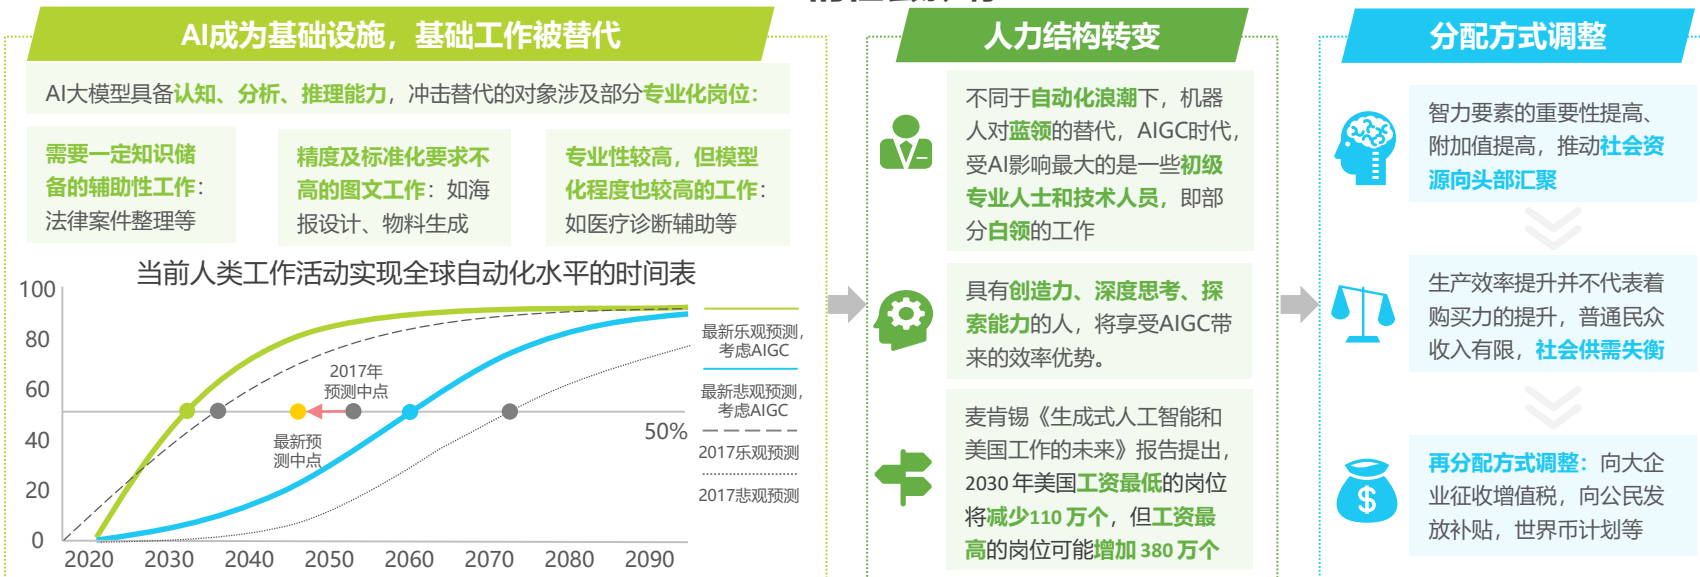 AI成为基础设施，基础工作被替代
AI大模型具备认知、分析、推理能力，冲击替代的对象涉及部分专业化岗位：
需要一定知识储
备的辅助性工作：
法律案件整理等
精度及标准化要求不
高的图文工作：如海
报设计、物料生成
专业性较高，但模型
化程度也较高的工作：
如医疗诊断辅助等
当前人类工作活动实现全球自动化水平的时间表
100
80
60
40
20
0
2020 2030 2040 2050 2060 2070 2080 2090
2017年
预测中点
最新预
测中点
50%
最新乐观预测，
考虑AIGC
最新悲观预测，
考虑AIGC
2017乐观预测
2017悲观预测
人力结构转变
不同于自动化浪潮下，机器
人对蓝领的替代，AIGC时代，
受AI影响最大的是一些初级
专业人士和技术人员，即部
分白领的工作
具有创造力、深度思考、探
索能力的人，将享受AIGC带
来的效率优势。
麦肯锡《生成式人工智能和
美国工作的未来》报告提出，
2030 年美国工资最低的岗位
将减少110 万个，但工资最
高的岗位可能增加 380 万个
分配方式调整
智力要素的重要性提高、
附加值提高，推动社会资
源向头部汇聚
生产效率提升并不代表着
购买力的提升，普通民众
收入有限，社会供需失衡
再分配方式调整：向大企
业征收增值税，向公民发
放补贴，世界币计划等
$